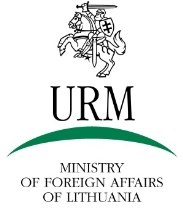 URM
MINISTRY
OF FOREIGN AFFAIRS
OF LITHUANIA